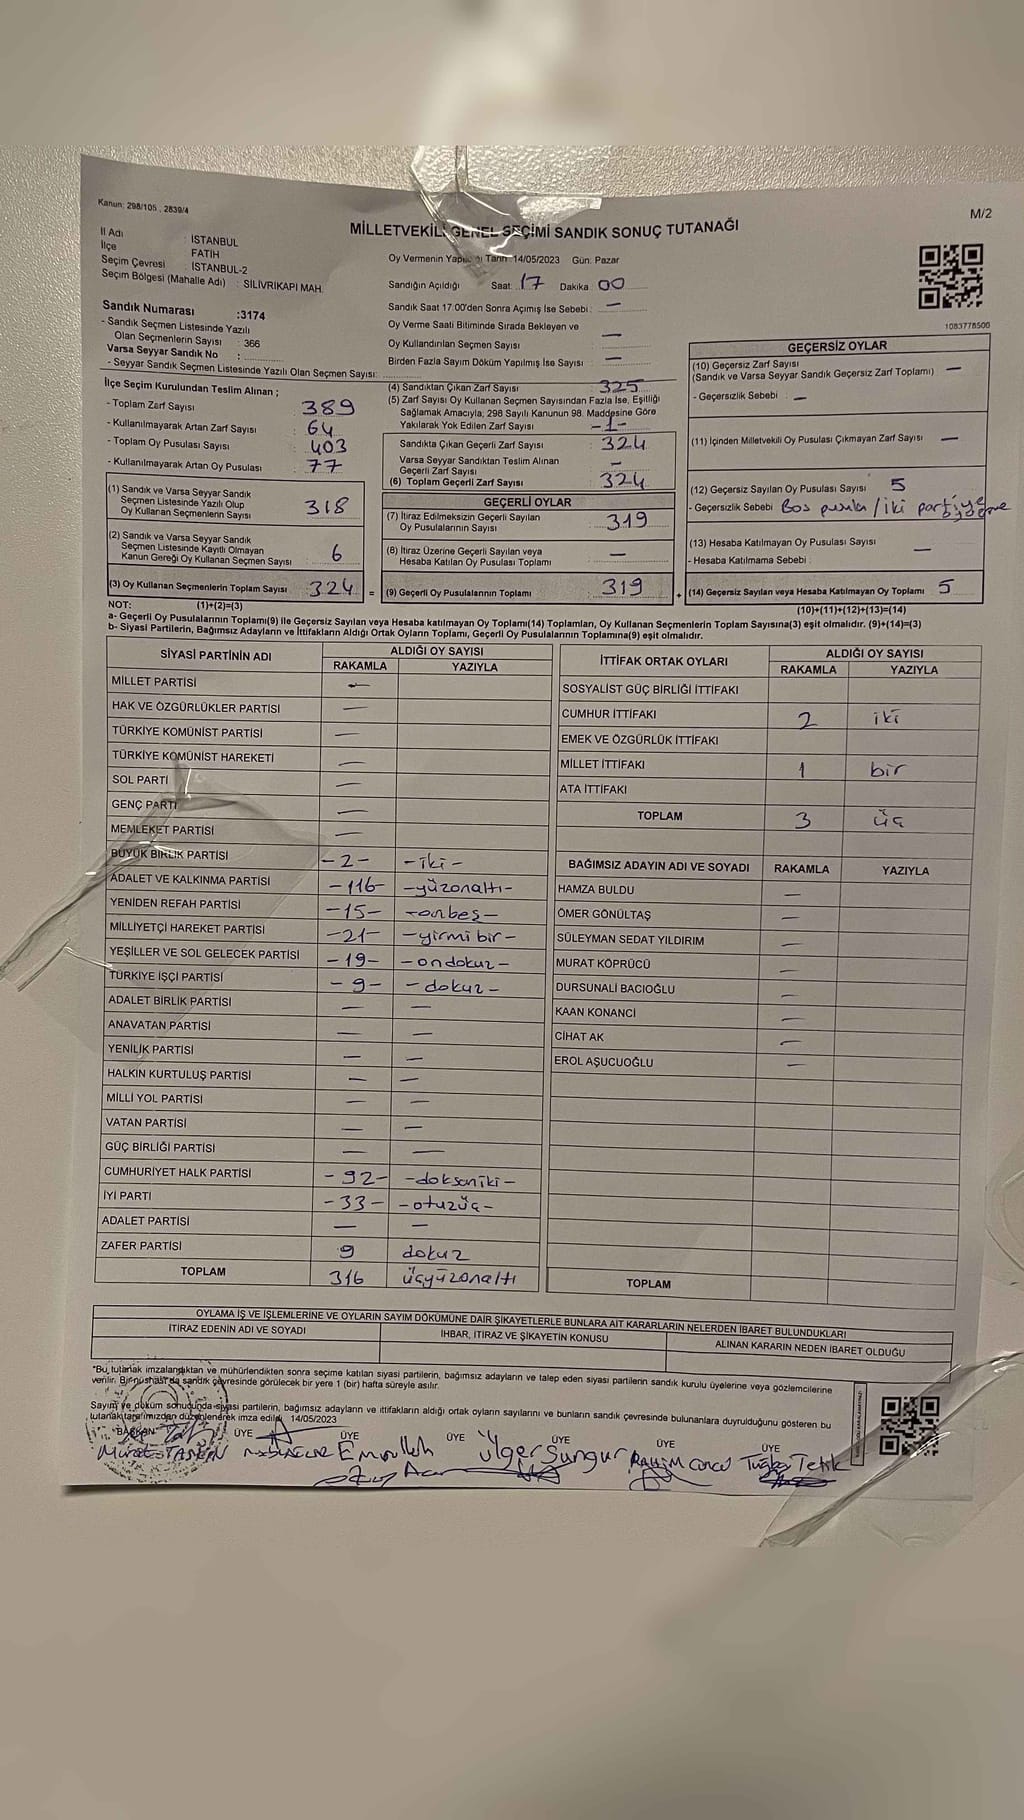 Kanun: 298/105 , 2839/4
M/2
MİLLETVEKİLİ GENEL SEÇİMİ SANDIK SONUÇ TUTANAĞI
İl Adı : İSTANBUL
İlçe FATİH
Seçim Çevresi : İSTANBUL-2
Seçim Bölgesi (Mahalle Adı) : SİLİVRİKAPI MAH.
Oy Vermenin Yapıldığı Tarih 14/05/2023 Gün: Pazar
Sandığın Açıldığı Saat: 17 Dakika 00
Sandık Saat 17:00'den Sonra Açımış İse Sebebi : —
Oy Verme Saati Bitiminde Sırada Bekleyen ve
Oy Kullandırılan Seçmen Sayısı : —
Birden Fazla Sayım Döküm Yapılmış İse Sayısı : —
1083778500
Sandık Numarası :3174
- Sandık Seçmen Listesinde Yazılı
Olan Seçmenlerin Sayısı : 366
Varsa Seyyar Sandık No :
- Seyyar Sandık Seçmen Listesinde Yazılı Olan Seçmen Sayısı:
İlçe Seçim Kurulundan Teslim Alınan ;
- Toplam Zarf Sayısı : 389
- Kullanılmayarak Artan Zarf Sayısı : 64
- Toplam Oy Pusulası Sayısı : 403
- Kullanılmayarak Artan Oy Pusulası : 77
(1) Sandık ve Varsa Seyyar Sandık
Seçmen Listesinde Yazılı Olup
Oy Kullanan Seçmenlerin Sayısı 318
(2) Sandık ve Varsa Seyyar Sandık
Seçmen Listesinde Kayıtlı Olmayan
Kanun Gereği Oy Kullanan Seçmen Sayısı 6
(3) Oy Kullanan Seçmenlerin Toplam Sayısı 324
(4) Sandıktan Çıkan Zarf Sayısı : 325
(5) Zarf Sayısı Oy Kullanan Seçmen Sayısından Fazla İse, Eşitliği
Sağlamak Amacıyla; 298 Sayılı Kanunun 98. Maddesine Göre
Yakılarak Yok Edilen Zarf Sayısı : -1-
Sandıkta Çıkan Geçerli Zarf Sayısı : 324
Varsa Seyyar Sandıktan Teslim Alınan
Geçerli Zarf Sayısı : —
(6) Toplam Geçerli Zarf Sayısı : 324
GEÇERLİ OYLAR
(7) İtiraz Edilmeksizin Geçerli Sayılan
Oy Pusulalarının Sayısı : 319
(8) İtiraz Üzerine Geçerli Sayılan veya
Hesaba Katılan Oy Pusulası Toplamı : —
= (9) Geçerli Oy Pusulalarının Toplamı : 319
GEÇERSİZ OYLAR
(10) Geçersiz Zarf Sayısı
(Sandık ve Varsa Seyyar Sandık Geçersiz Zarf Toplamı) : —
- Geçersizlik Sebebi : —
(11) İçinden Milletvekili Oy Pusulası Çıkmayan Zarf Sayısı : —
(12) Geçersiz Sayılan Oy Pusulası Sayısı : 5
- Geçersizlik Sebebi : Boş pusula / iki partiye
(13) Hesaba Katılmayan Oy Pusulası Sayısı : —
- Hesaba Katılmama Sebebi :
+ (14) Geçersiz Sayılan veya Hesaba Katılmayan Oy Toplamı 5
NOT: (1)+(2)=(3)
(10)+(11)+(12)+(13)=(14)
a- Geçerli Oy Pusulalarının Toplamı(9) ile Geçersiz Sayılan veya Hesaba katılmayan Oy Toplamı(14) Toplamları, Oy Kullanan Seçmenlerin Toplam Sayısına(3) eşit olmalıdır. (9)+(14)=(3)
b- Siyasi Partilerin, Bağımsız Adayların ve İttifakların Aldığı Ortak Oyların Toplamı, Geçerli Oy Pusulalarının Toplamına(9) eşit olmalıdır.
SİYASİ PARTİNİN ADI ALDIĞI OY SAYISI
RAKAMLA YAZIYLA
MİLLET PARTİSİ —
HAK VE ÖZGÜRLÜKLER PARTİSİ —
TÜRKİYE KOMÜNİST PARTİSİ —
TÜRKİYE KOMÜNİST HAREKETİ —
SOL PARTİ —
GENÇ PARTİ —
MEMLEKET PARTİSİ —
BÜYÜK BİRLİK PARTİSİ -2- -iki-
ADALET VE KALKINMA PARTİSİ -116- -yüzonaltı-
YENİDEN REFAH PARTİSİ -15- -onbeş-
MİLLİYETÇİ HAREKET PARTİSİ -21- -yirmibir-
YEŞİLLER VE SOL GELECEK PARTİSİ -19- -ondokuz-
TÜRKİYE İŞÇİ PARTİSİ -9- -dokuz-
ADALET BİRLİK PARTİSİ — —
ANAVATAN PARTİSİ — —
YENİLİK PARTİSİ — —
HALKIN KURTULUŞ PARTİSİ — —
MİLLİ YOL PARTİSİ — —
VATAN PARTİSİ — —
GÜÇ BİRLİĞİ PARTİSİ — —
CUMHURİYET HALK PARTİSİ -92- -doksaniki-
İYİ PARTİ -33- -otuzüç-
ADALET PARTİSİ — —
ZAFER PARTİSİ 9 dokuz
TOPLAM 316 üçyüzonaltı
İTTİFAK ORTAK OYLARI ALDIĞI OY SAYISI
RAKAMLA YAZIYLA
SOSYALİST GÜÇ BİRLİĞİ İTTİFAKI
CUMHUR İTTİFAKI 2 iki
EMEK VE ÖZGÜRLÜK İTTİFAKI
MİLLET İTTİFAKI 1 bir
ATA İTTİFAKI
TOPLAM 3 üç
BAĞIMSIZ ADAYIN ADI VE SOYADI RAKAMLA YAZIYLA
HAMZA BULDU —
ÖMER GÖNÜLTAŞ —
SÜLEYMAN SEDAT YILDIRIM —
MURAT KÖPRÜCÜ —
DURSUNALİ BACIOĞLU —
KAAN KONANCI —
CİHAT AK —
EROL AŞUCUOĞLU —
TOPLAM
OYLAMA İŞ VE İŞLEMLERİNE VE OYLARIN SAYIM DÖKÜMÜNE DAİR ŞİKAYETLERLE BUNLARA AİT KARARLARIN NELERDEN İBARET BULUNDUKLARI
İTİRAZ EDENİN ADI VE SOYADI İHBAR, İTİRAZ VE ŞİKAYETİN KONUSU ALINAN KARARIN NEDEN İBARET OLDUĞU
"Bu tutanak imzalandıktan ve mühürlendikten sonra seçime katılan siyasi partilerin, bağımsız adayların ve talep eden siyasi partilerin sandık kurulu üyelerine veya gözlemcilerine
verilir. Bir nüshası da sandık çevresinde görülecek bir yere 1 (bir) hafta süreyle asılır.
Sayım ve döküm sonucunda siyasi partilerin, bağımsız adayların ve ittifakların aldığı ortak oyların sayılarını ve bunların sandık çevresinde bulunanlara duyrulduğunu gösteren bu
tutanak tarafımızdan düzenlenerek imza edildi. 14/05/2023
BAŞKAN ÜYE ÜYE ÜYE ÜYE ÜYE ÜYE
Murat TAŞKAN Emrullah Ülger Sungur RAHİM Tuğba Tetik